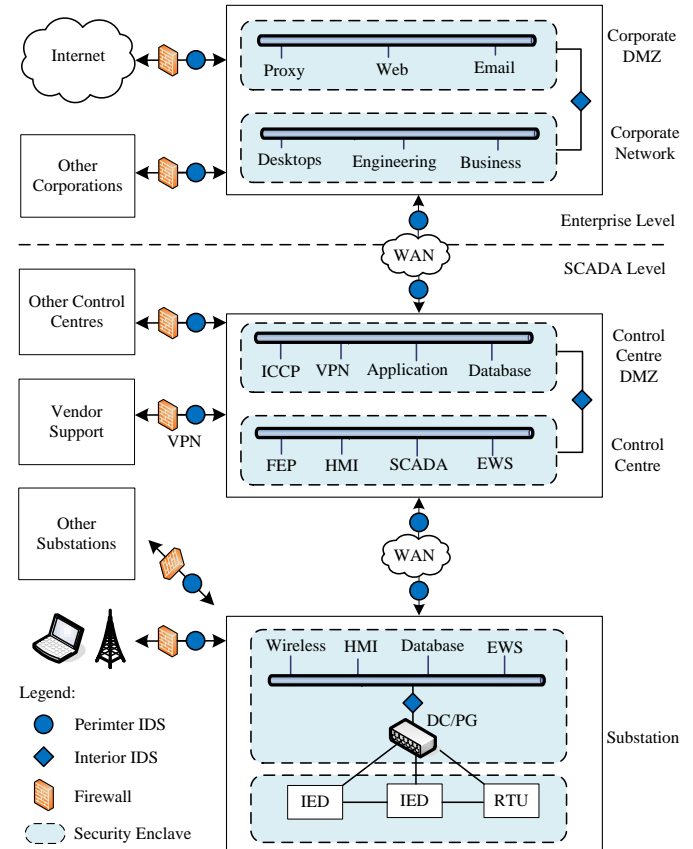 Internet
Proxy
Web
Email
Corporate
DMZ
Other
Corporations
Desktops
Engineering
Business
Corporate
Network
Enterprise Level
WAN
SCADA Level
Other Control
Centres
ICCP
VPN
Application
Database
Control
Centre
DMZ
Vendor
Support
VPN
FEP
HMI
SCADA
EWS
Control
Centre
Other
Substations
WAN
Wireless
HMI
Database
EWS
DC/PG
Substation
IED
IED
RTU
Legend:
Perimter IDS
Interior IDS
Firewall
Security Enclave